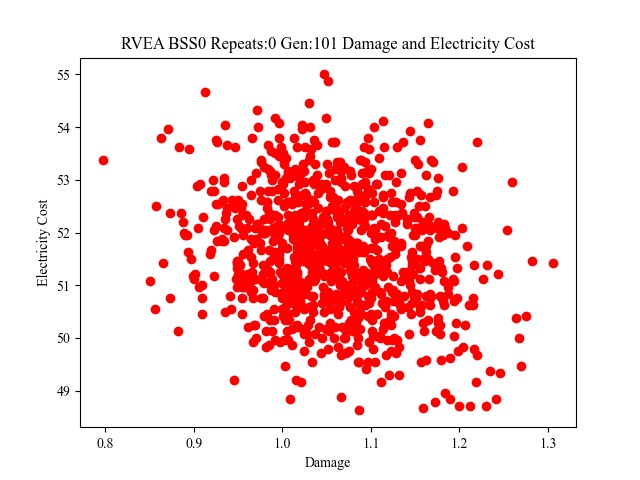 RVEA BSS0 Repeats:0 Gen:101 Damage and Electricity Cost
55
54
53
52
51
50
49
Electricity Cost
0.8 0.9 1.0 1.1 1.2 1.3
Damage